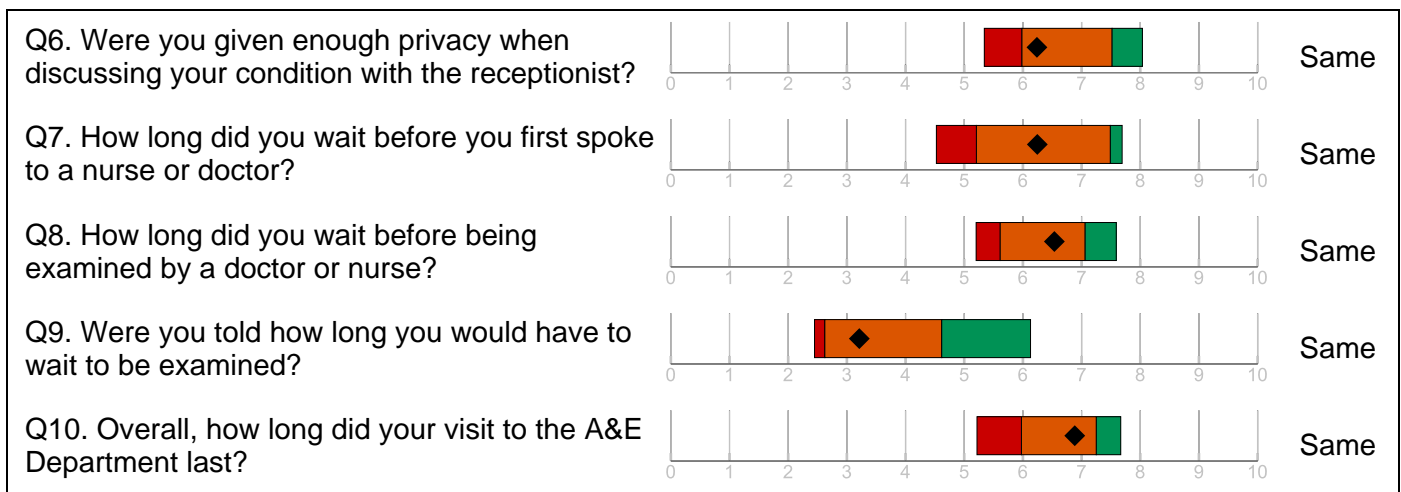 Q6. Were you given enough privacy when
discussing your condition with the receptionist?
0 1 2 3 4 5 6 7 8 9 10
Same
Q7. How long did you wait before you first spoke
to a nurse or doctor?
0 1 2 3 4 5 6 7 8 9 10
Same
Q8. How long did you wait before being
examined by a doctor or nurse?
0 1 2 3 4 5 6 7 8 9 10
Same
Q9. Were you told how long you would have to
wait to be examined?
0 1 2 3 4 5 6 7 8 9 10
Same
Q10. Overall, how long did your visit to the A&E
Department last?
0 1 2 3 4 5 6 7 8 9 10
Same